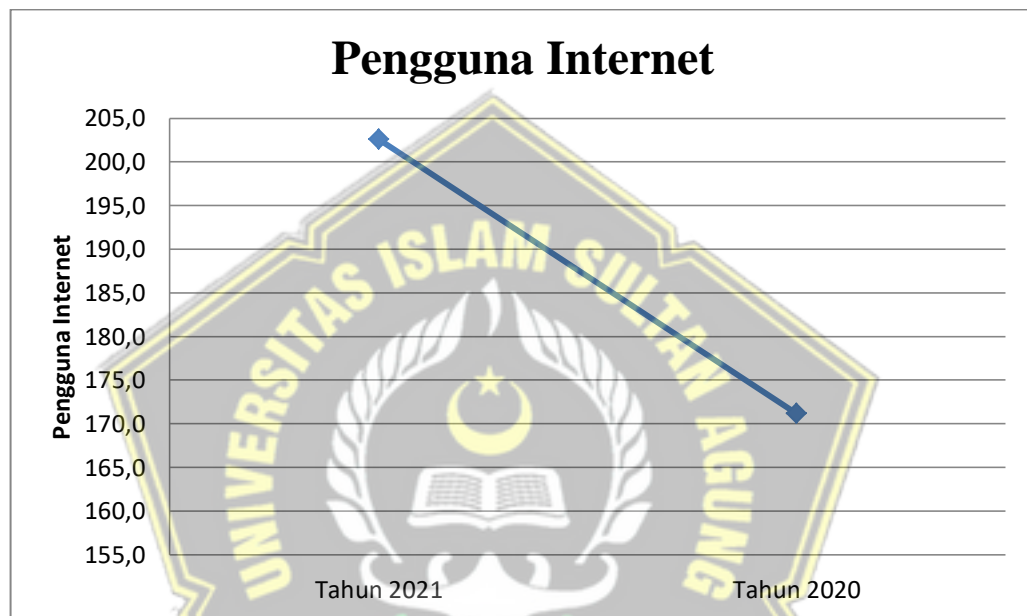 Pengguna Internet
Pengguna Internet
205,0
200,0
195,0
190,0
185,0
180,0
175,0
170,0
165,0
160,0
155,0
Tahun 2021
Tahun 2020
UNIVERSITAS ISLAM SULTAN AGUNG